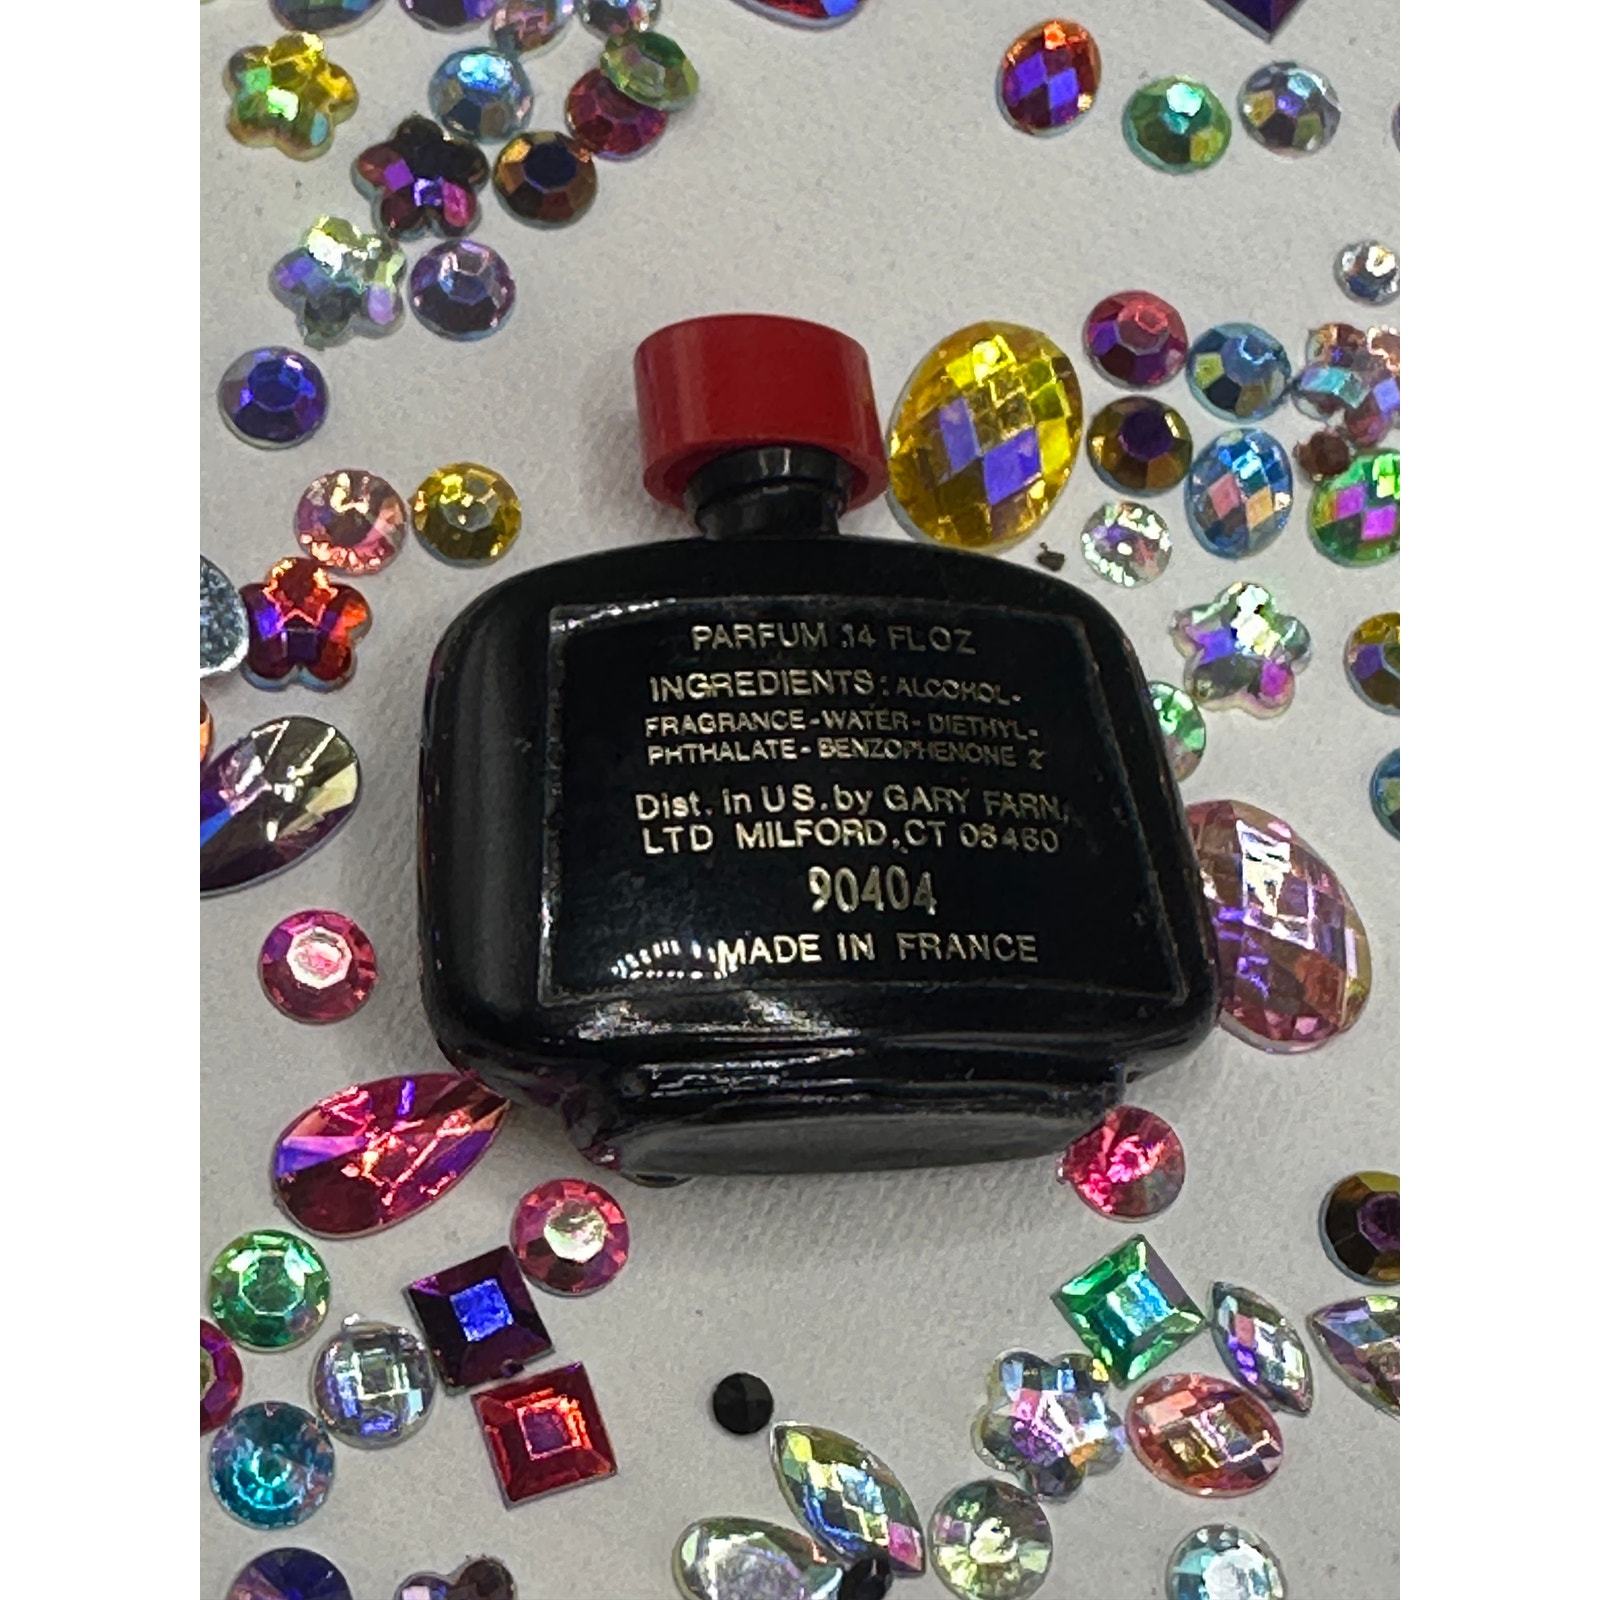 PARFUM .14 FL OZ
INGREDIENTS: ALCOHOL-
FRAGRANCE-WATER-DIETHYL-
PHTHALATE-BENZOPHENONE 2
Dist. in US. by GARY FARN,
LTD MILFORD, CT 06460
90404
MADE IN FRANCE